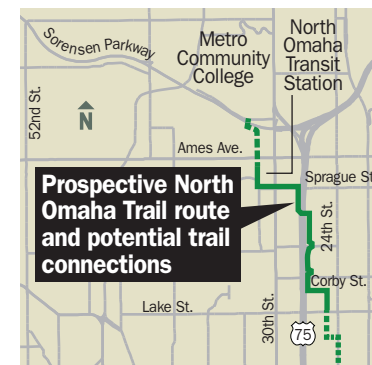 Sorensen Parkway
Metro
Community
College
North
Omaha
Transit
Station
52nd St.
N
Ames Ave.
Sprague St
Prospective North
Omaha Trail route
and potential trail
connections
24th St.
Corby St.
Lake St.
30th St.
75